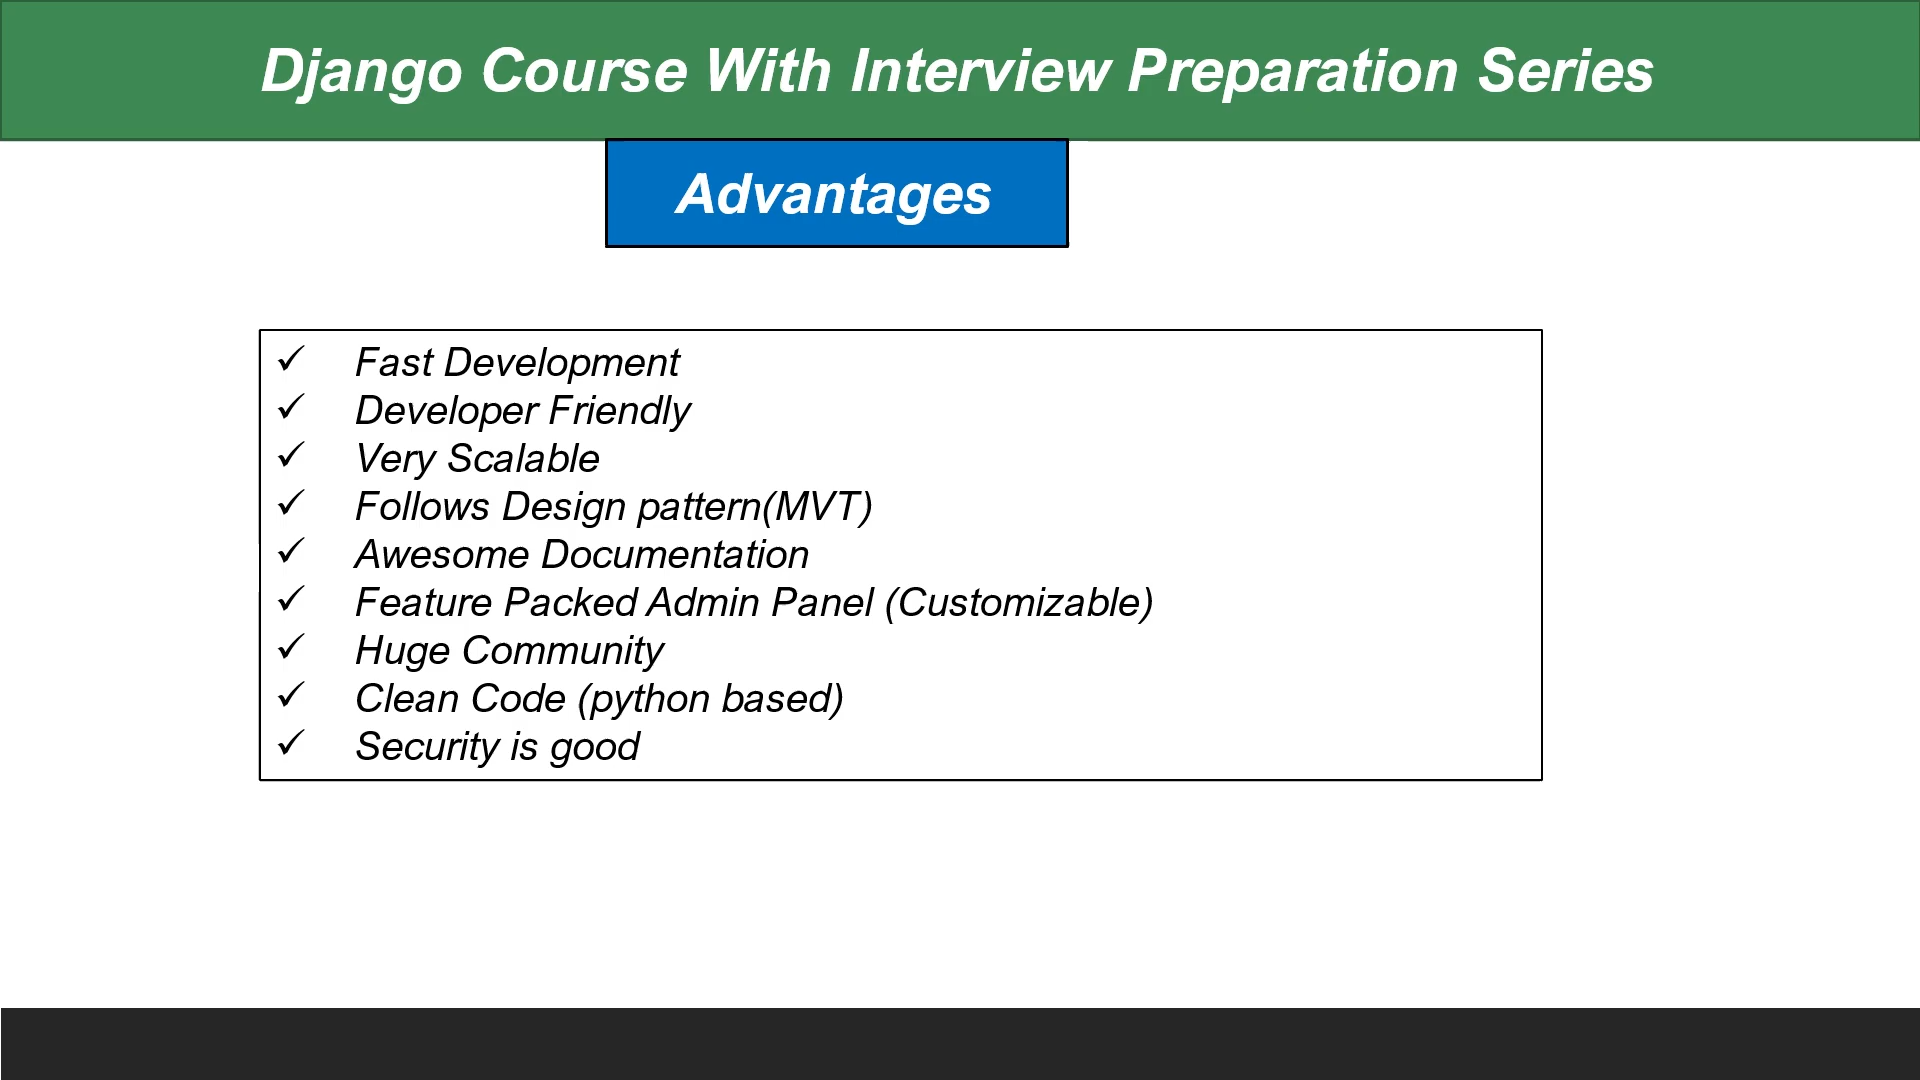 Django Course With Interview Preparation Series
Advantages
✓ Fast Development
✓ Developer Friendly
✓ Very Scalable
✓ Follows Design pattern(MVT)
✓ Awesome Documentation
✓ Feature Packed Admin Panel (Customizable)
✓ Huge Community
✓ Clean Code (python based)
✓ Security is good